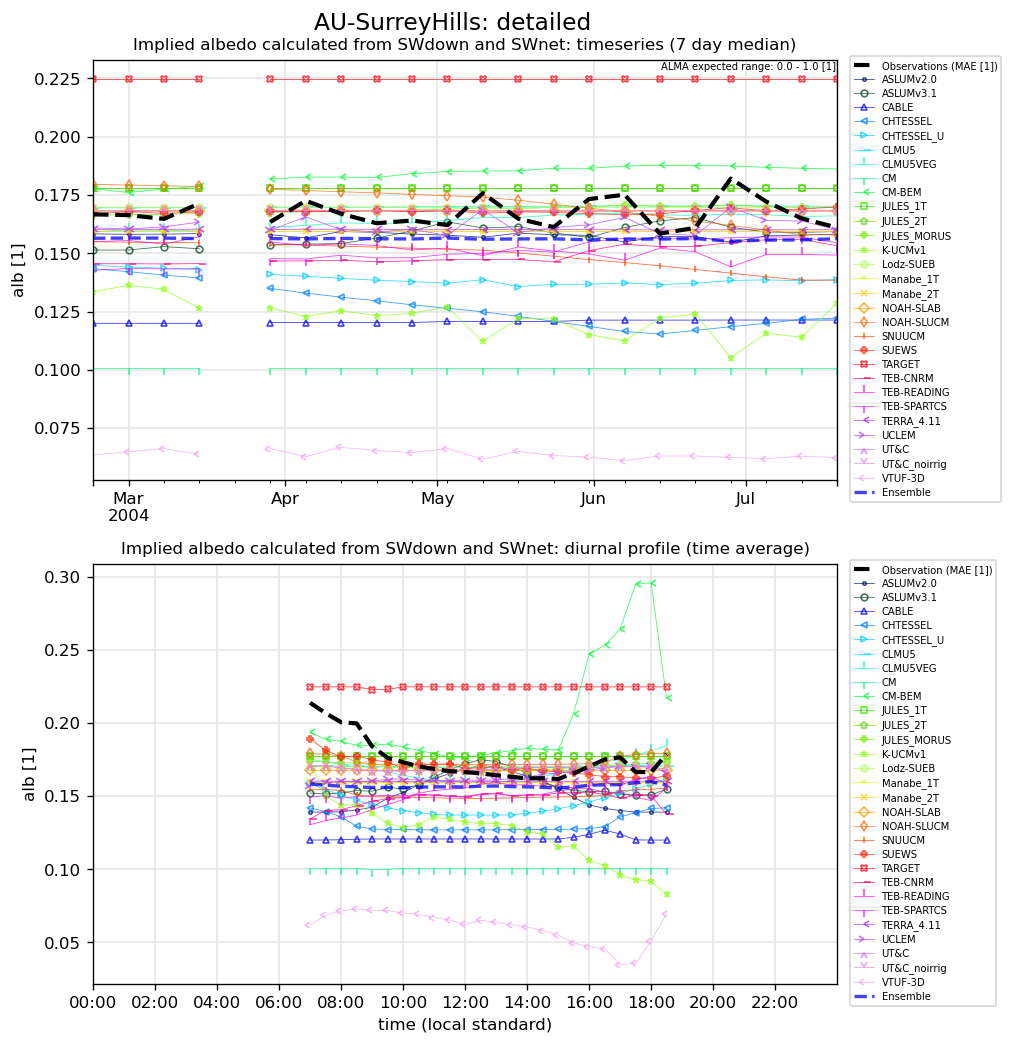 AU-SurreyHills: detailed
Implied albedo calculated from SWdown and SWnet: timeseries (7 day median)
ALMA expected range: 0.0 - 1.0 [1]
alb [1]
0.225
0.200
0.175
0.150
0.125
0.100
0.075
Mar
2004
Apr
May
Jun
Jul
Observations (MAE [1])
ASLUMv2.0
ASLUMv3.1
CABLE
CHTESSEL
CHTESSEL_U
CLMU5
CLMU5VEG
CM
CM-BEM
JULES_1T
JULES_2T
JULES_MORUS
K-UCMv1
Lodz-SUEB
Manabe_1T
Manabe_2T
NOAH-SLAB
NOAH-SLUCM
SNUUCM
SUEWS
TARGET
TEB-CNRM
TEB-READING
TEB-SPARTCS
TERRA_4.11
UCLEM
UT&C
UT&C_noirrig
VTUF-3D
Ensemble
Implied albedo calculated from SWdown and SWnet: diurnal profile (time average)
alb [1]
0.30
0.25
0.20
0.15
0.10
0.05
00:00
02:00
04:00
06:00
08:00
10:00
12:00
14:00
16:00
18:00
20:00
22:00
time (local standard)
Observation (MAE [1])
ASLUMv2.0
ASLUMv3.1
CABLE
CHTESSEL
CHTESSEL_U
CLMU5
CLMU5VEG
CM
CM-BEM
JULES_1T
JULES_2T
JULES_MORUS
K-UCMv1
Lodz-SUEB
Manabe_1T
Manabe_2T
NOAH-SLAB
NOAH-SLUCM
SNUUCM
SUEWS
TARGET
TEB-CNRM
TEB-READING
TEB-SPARTCS
TERRA_4.11
UCLEM
UT&C
UT&C_noirrig
VTUF-3D
Ensemble